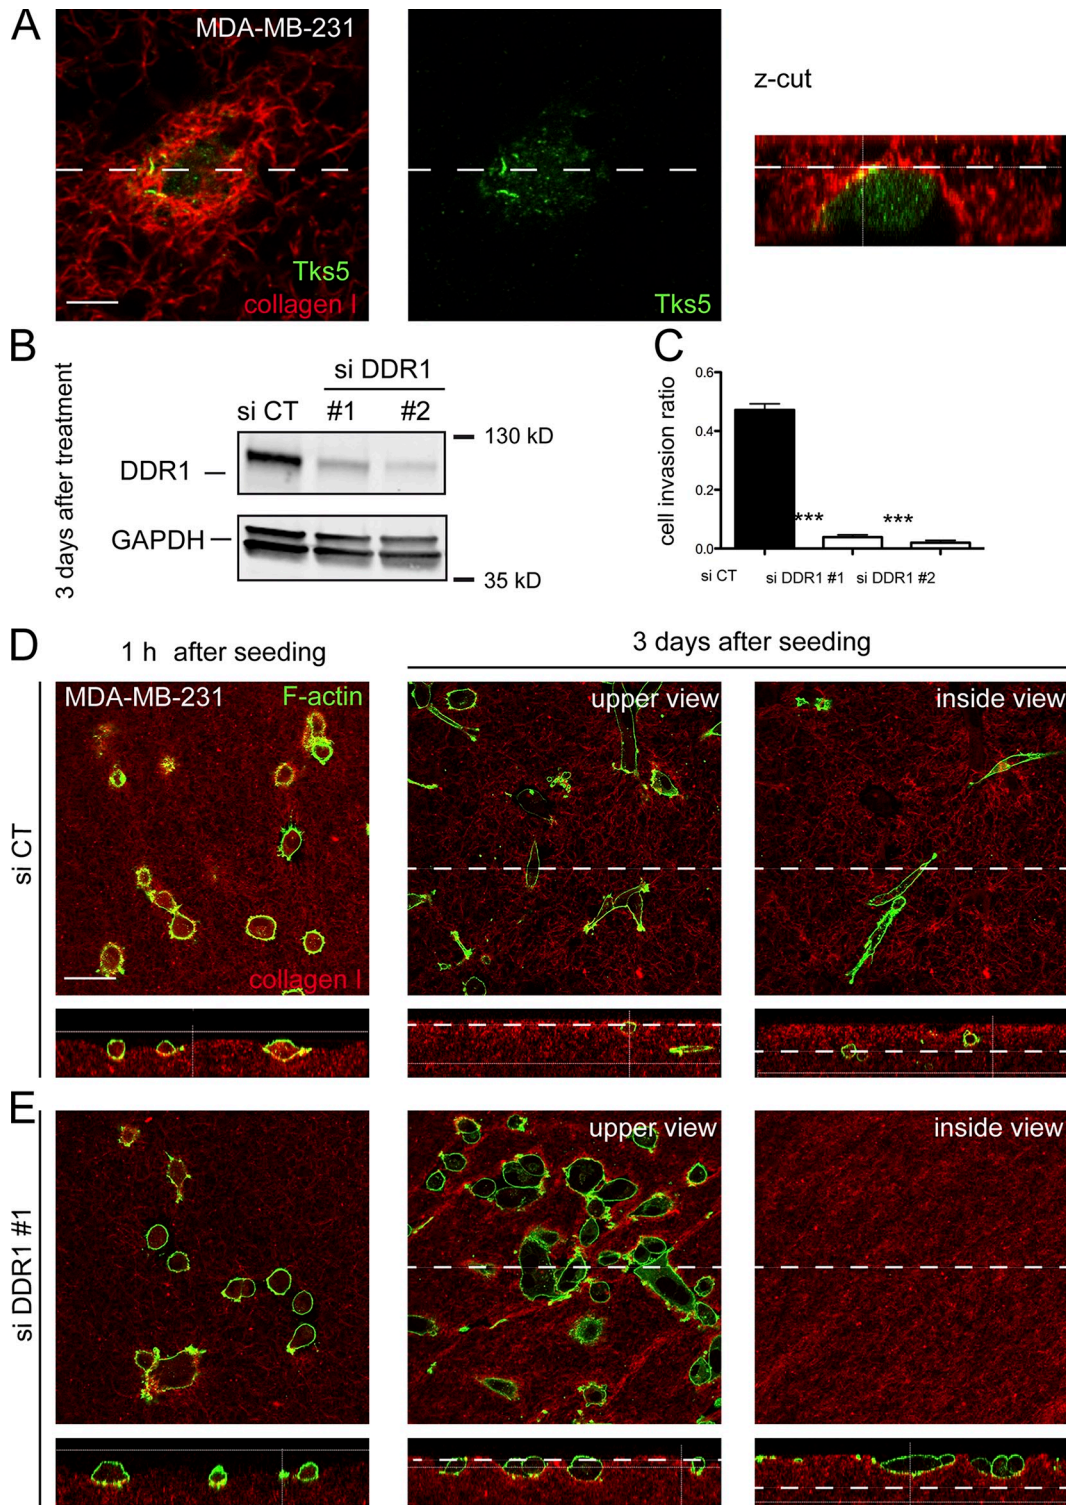 A
MDA-MB-231
Tks5
collagen I
Tks5
z-cut
B
3 days after treatment
si DDR1
si CT #1 #2
130 kD
DDR1
GAPDH
35 kD
C
cell invasion ratio
0.6
0.4
0.2
0.0
*** ***
si CT si DDR1 #1 si DDR1 #2
D
1 h after seeding
3 days after seeding
si CT
MDA-MB-231 F-actin
collagen I
upper view
inside view
E
si DDR1 #1
upper view
inside view